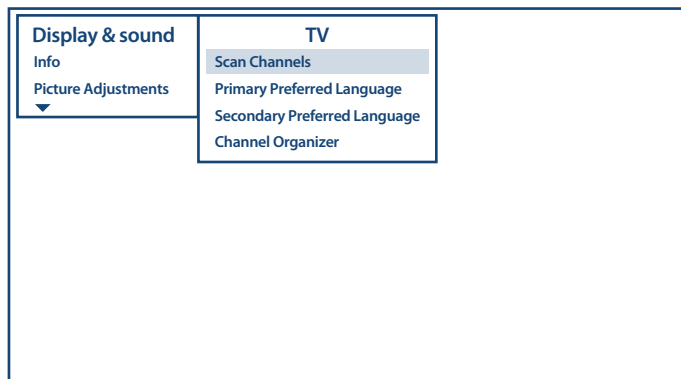 Display & sound
Info
Picture Adjustments
TV
Scan Channels
Primary Preferred Language
Secondary Preferred Language
Channel Organizer